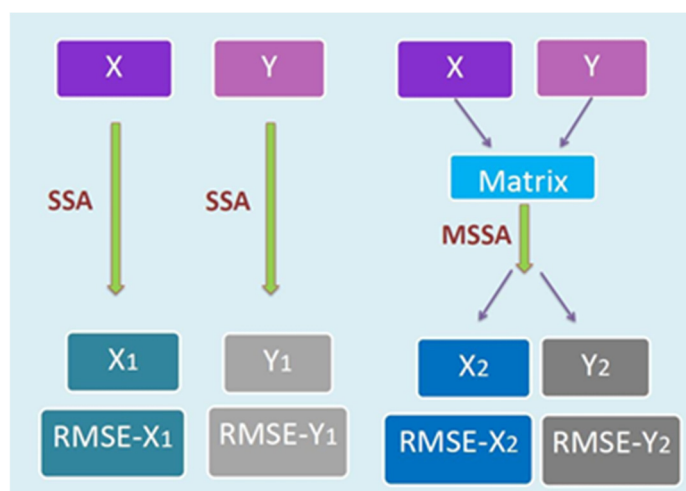 X Y X Y
Matrix
SSA SSA MSSA
X1 Y1 X2 Y2
RMSE-X1 RMSE-Y1 RMSE-X2 RMSE-Y2